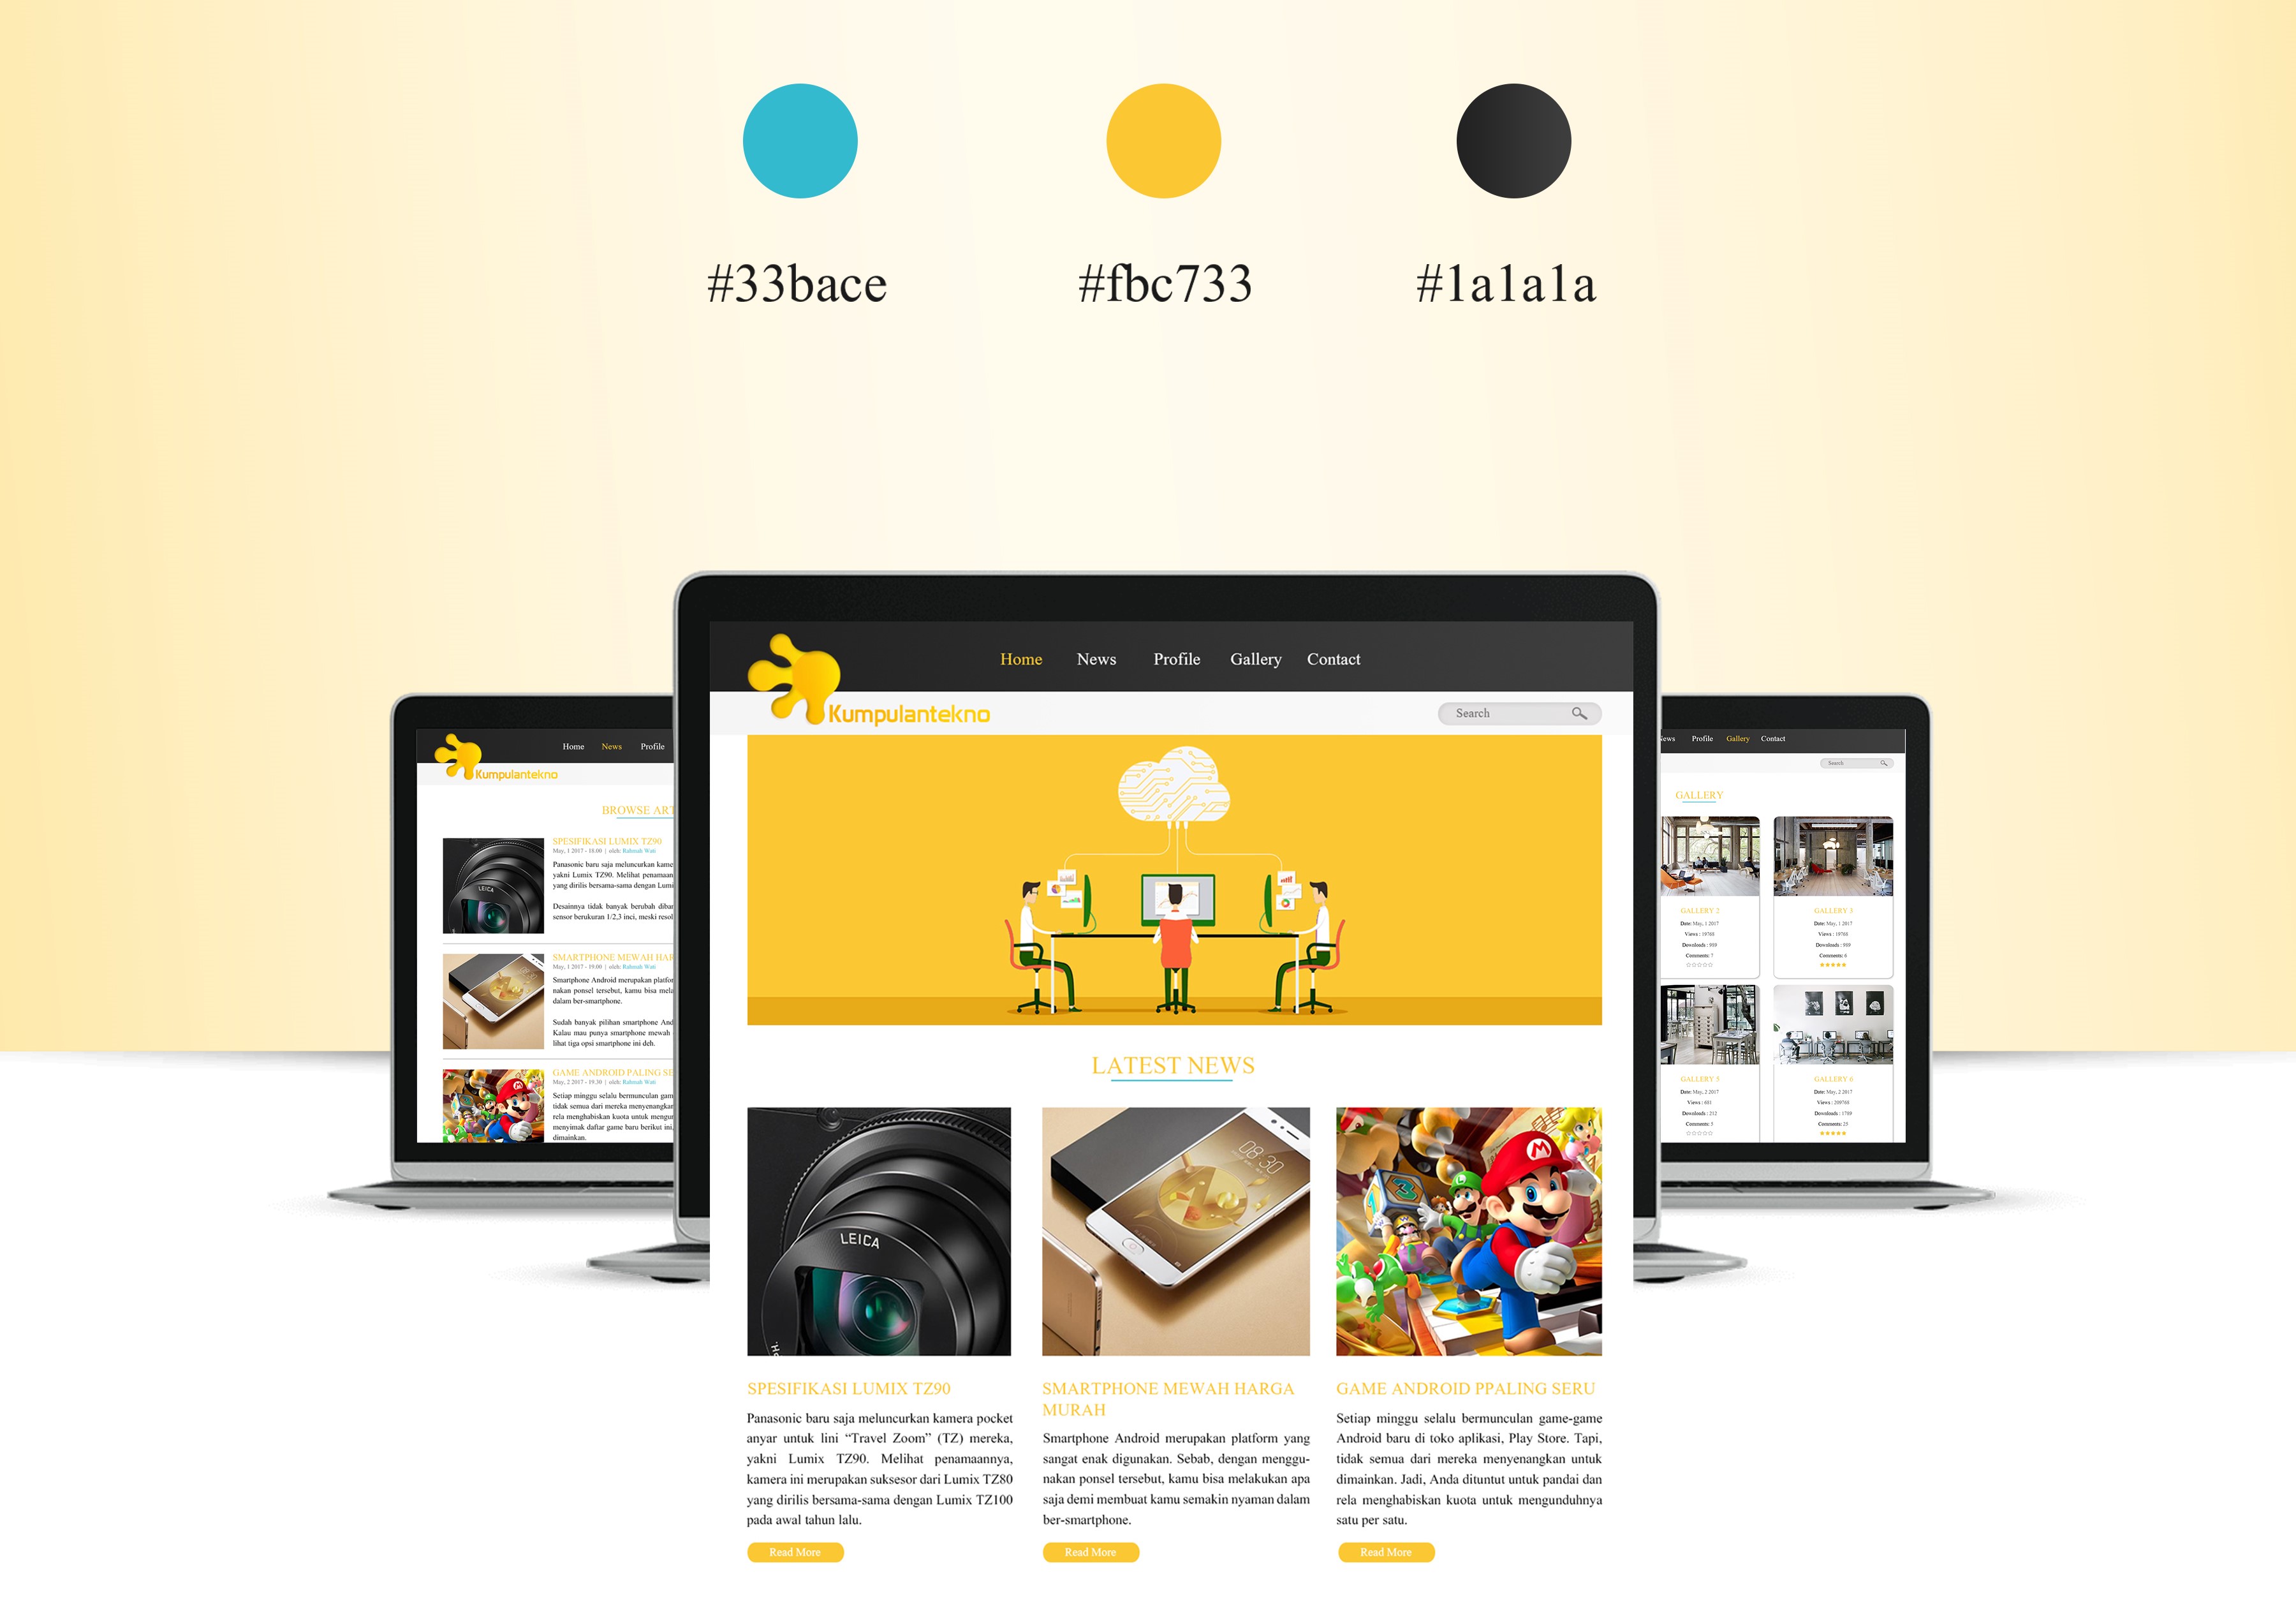 #33bace
#fbc733
#1a1a1a
Home News Profile Gallery Contact
Kumpulantekno
Search
LATEST NEWS
LEICA
08:30
SPESIFIKASI LUMIX TZ90
Panasonic baru saja meluncurkan kamera pocket
anyar untuk lini “Travel Zoom” (TZ) mereka,
yakni Lumix TZ90. Melihat penamaannya,
kamera ini merupakan suksesor dari Lumix TZ80
yang dirilis bersama-sama dengan Lumix TZ100
pada awal tahun lalu.
Read More
SMARTPHONE MEWAH HARGA
MURAH
Smartphone Android merupakan platform yang
sangat enak digunakan. Sebab, dengan menggu-
nakan ponsel tersebut, kamu bisa melakukan apa
saja demi membuat kamu semakin nyaman dalam
ber-smartphone.
Read More
GAME ANDROID PPALING SERU
Setiap minggu selalu bermunculan game-game
Android baru di toko aplikasi, Play Store. Tapi,
tidak semua dari mereka menyenangkan untuk
dimainkan. Jadi, Anda dituntut untuk pandai dan
rela menghabiskan kuota untuk mengunduhnya
satu per satu.
Read More
Home News Profile
Kumpulantekno
BROWSE ART
LEICA
SPESIFIKASI LUMIX TZ90
May, 1 2017 - 18.00 | oleh: Rahmah Wati
Panasonic baru saja meluncurkan kame
yakni Lumix TZ90. Melihat penamaan
yang dirilis bersama-sama dengan Lumi
Desainnya tidak banyak berubah diban
sensor berukuran 1/2,3 inci, meski resol
SMARTPHONE MEWAH HAR
May, 1 2017 - 19:00 | oleh: Rahmah Wati
Smartphone Android merupakan platfor
nakan ponsel tersebut, kamu bisa mela
dalam ber-smartphone.
Sudah banyak pilihan smartphone And
Kalau mau punya smartphone mewah
lihat tiga opsi smartphone ini deh.
GAME ANDROID PALING SE
May, 2 2017 - 19.30 | oleh: Rahmah Wati
Setiap minggu selalu bermunculan gam
tidak semua dari mereka menyenangkan
rela menghabiskan kuota untuk mengun
menyimak daftar game baru berikut ini,
dimainkan.
News Profile Gallery Contact
Search
GALLERY
GALLERY 2
Date: May, 1 2017
Views : 19768
Downloads : 989
Comments: 7
GALLERY 3
Date: May, 1 2017
Views : 19768
Downloads : 989
Comments: 6
GALLERY 5
Date: May, 2 2017
Views : 601
Downloads : 212
Comments: 5
GALLERY 6
Date: May, 2 2017
Views : 209768
Downloads : 1789
Comments: 25